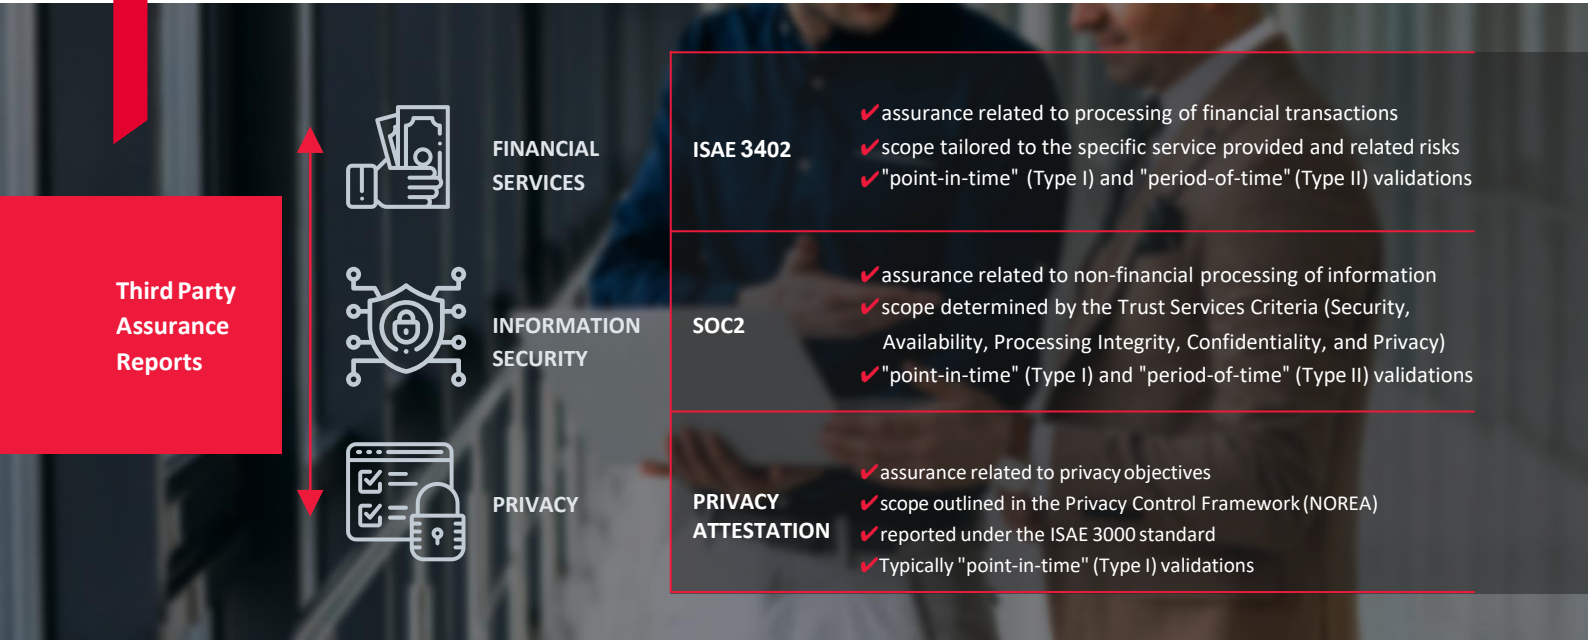 Third Party
Assurance
Reports
FINANCIAL
SERVICES
ISAE 3402
✔assurance related to processing of financial transactions
✔scope tailored to the specific service provided and related risks
✔"point-in-time" (Type I) and "period-of-time" (Type II) validations
INFORMATION
SECURITY
SOC2
✔assurance related to non-financial processing of information
✔scope determined by the Trust Services Criteria (Security,
Availability, Processing Integrity, Confidentiality, and Privacy)
✔"point-in-time" (Type I) and "period-of-time" (Type II) validations
PRIVACY
PRIVACY
ATTESTATION
✔assurance related to privacy objectives
✔scope outlined in the Privacy Control Framework (NOREA)
✔reported under the ISAE 3000 standard
✔Typically "point-in-time" (Type I) validations